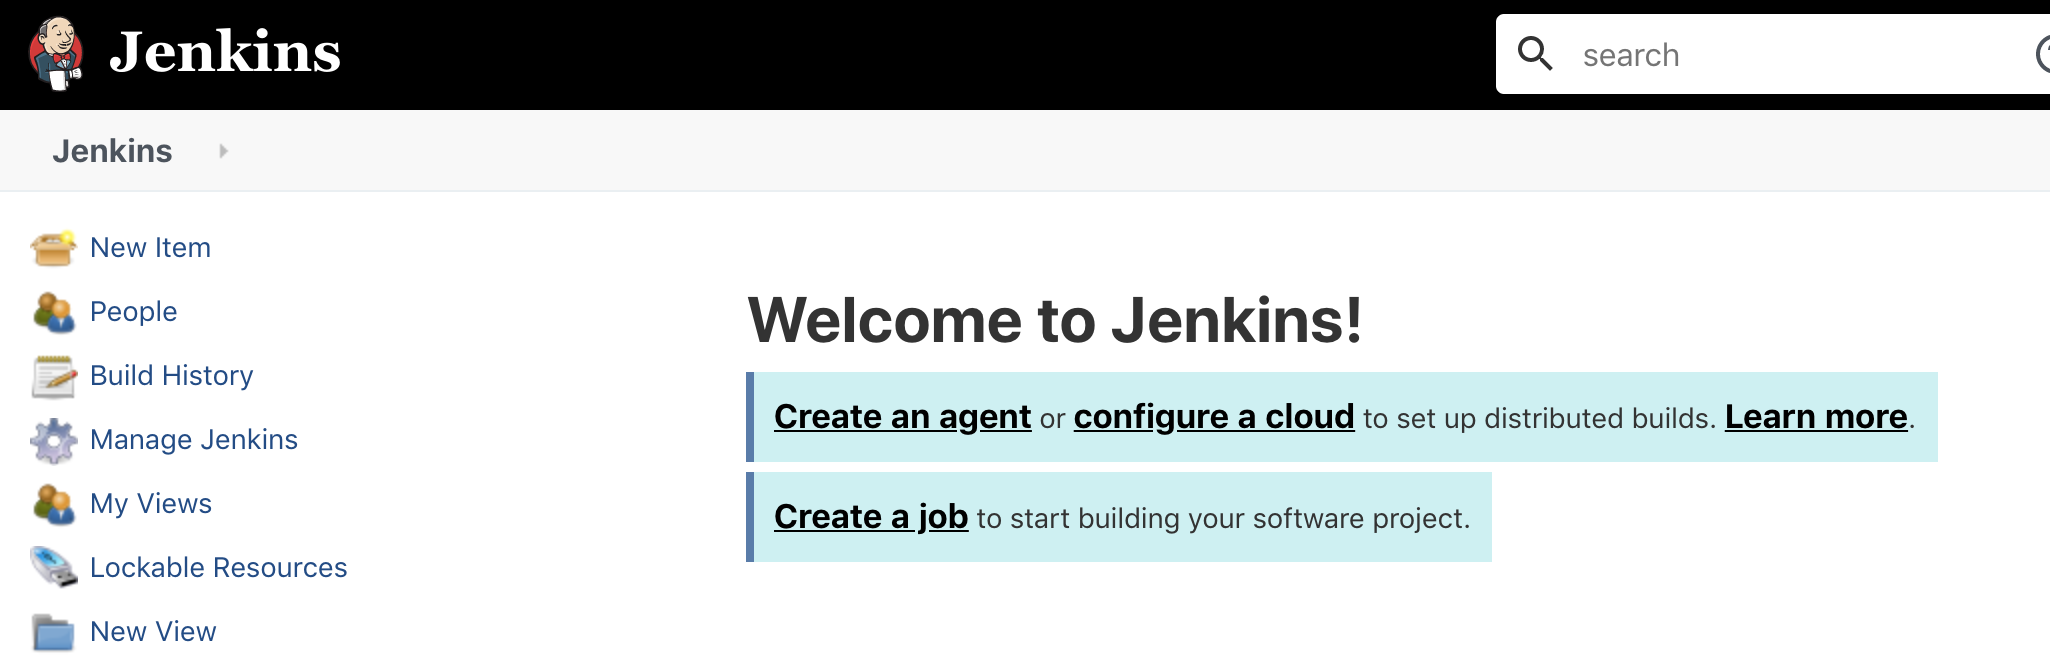 Jenkins
search
Jenkins
New Item
People
Build History
Manage Jenkins
My Views
Lockable Resources
New View
Welcome to Jenkins!
Create an agent or configure a cloud to set up distributed builds. Learn more.
Create a job to start building your software project.